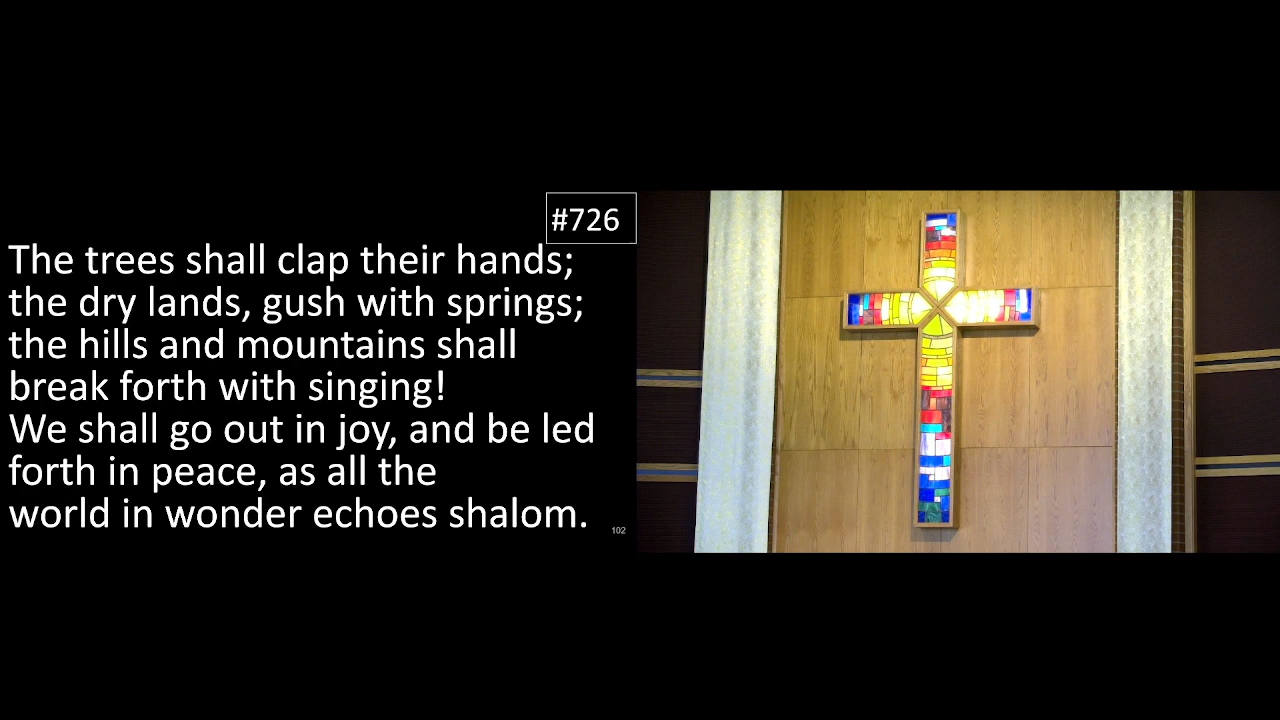 #726
The trees shall clap their hands;
the dry lands, gush with springs;
the hills and mountains shall
break forth with singing!
We shall go out in joy, and be led
forth in peace, as all the
world in wonder echoes shalom.
102